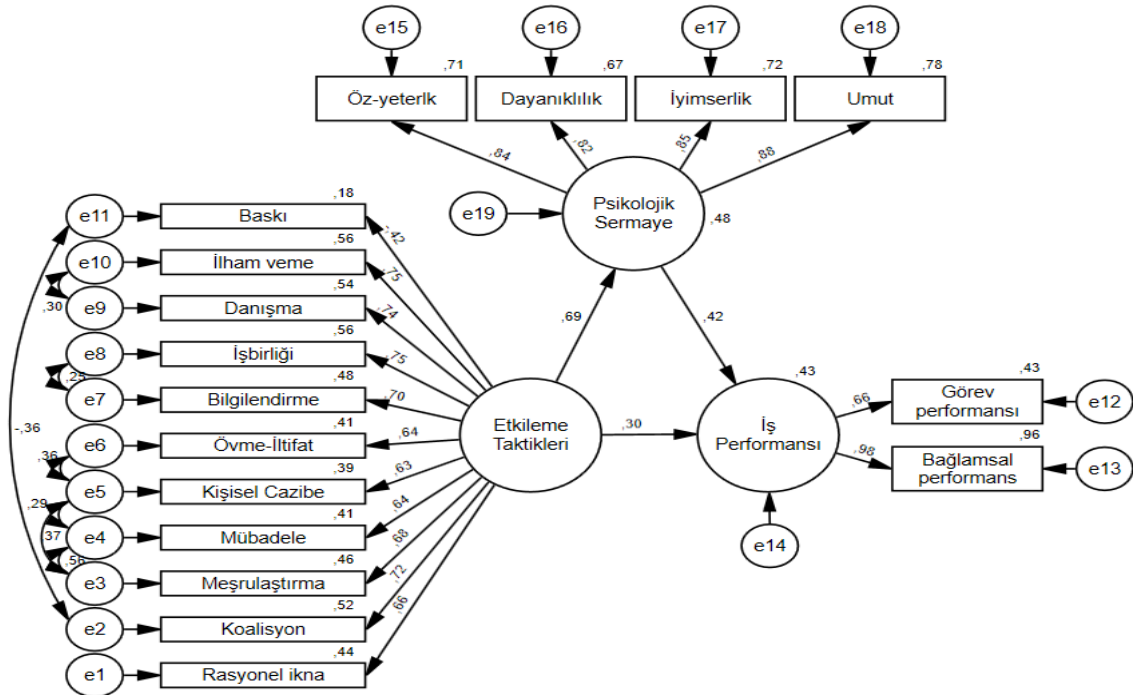 e15
e16
e17
e18
,71
,67
,72
,78
Öz-yeterlk
Dayanıklılık
İyimserlik
Umut
,84
,82
,85
,88
e19
Psikolojik
Sermaye
,48
e11
Baskı
,18
-,42
e10
İlham veme
,56
,75
,30
e9
Danışma
,54
,74
e8
İşbirliği
,56
,75
,25
e7
Bilgilendirme
,48
,70
-,36
e6
Övme-İltifat
,41
,64
,36
e5
Kişisel Cazibe
,39
,63
,29
e4
Mübadele
,41
,64
,37
,56
e3
Meşrulaştırma
,46
,68
e2
Koalisyon
,52
,72
e1
Rasyonel ikna
,44
,66
Etkileme
Taktikleri
,69
,42
,30
İş
Performansı
,43
e14
,66
,98
Görev
performansı
,43
e12
Bağlamsal
performans
,96
e13